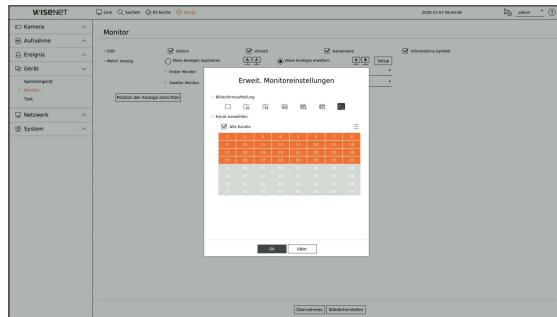 WISENET
Live Suchen KI-Suche Setup
2020-12-07 06:54:48
admin
Kamera
Aufnahme
Ereignis
Gerät
Speichergerät
Monitor
Text
Netzwerk
System
Monitor
OSD
Datum
Uhrzeit
Kanalname
Informations-Symbol
Mehrf. Anzeig.
Diese Anzeigen duplizieren
A A
Diese Anzeigen erweitern
A B
Setup
Erster Monitor
Zweiter Monitor
Position der Anzeige einrichten
Erweit. Monitoreinstellungen
Bildschirmaufteilung
Kanal auswählen
Alle Kanäle
1 2 3 4 5 6 7 8
9 10 11 12 13 14 15 16
17 18 19 20 21 22 23 24
25 26 27 28 29 30 31 32
Ok
Abbr.
Übernehmen
Wiederherstellen